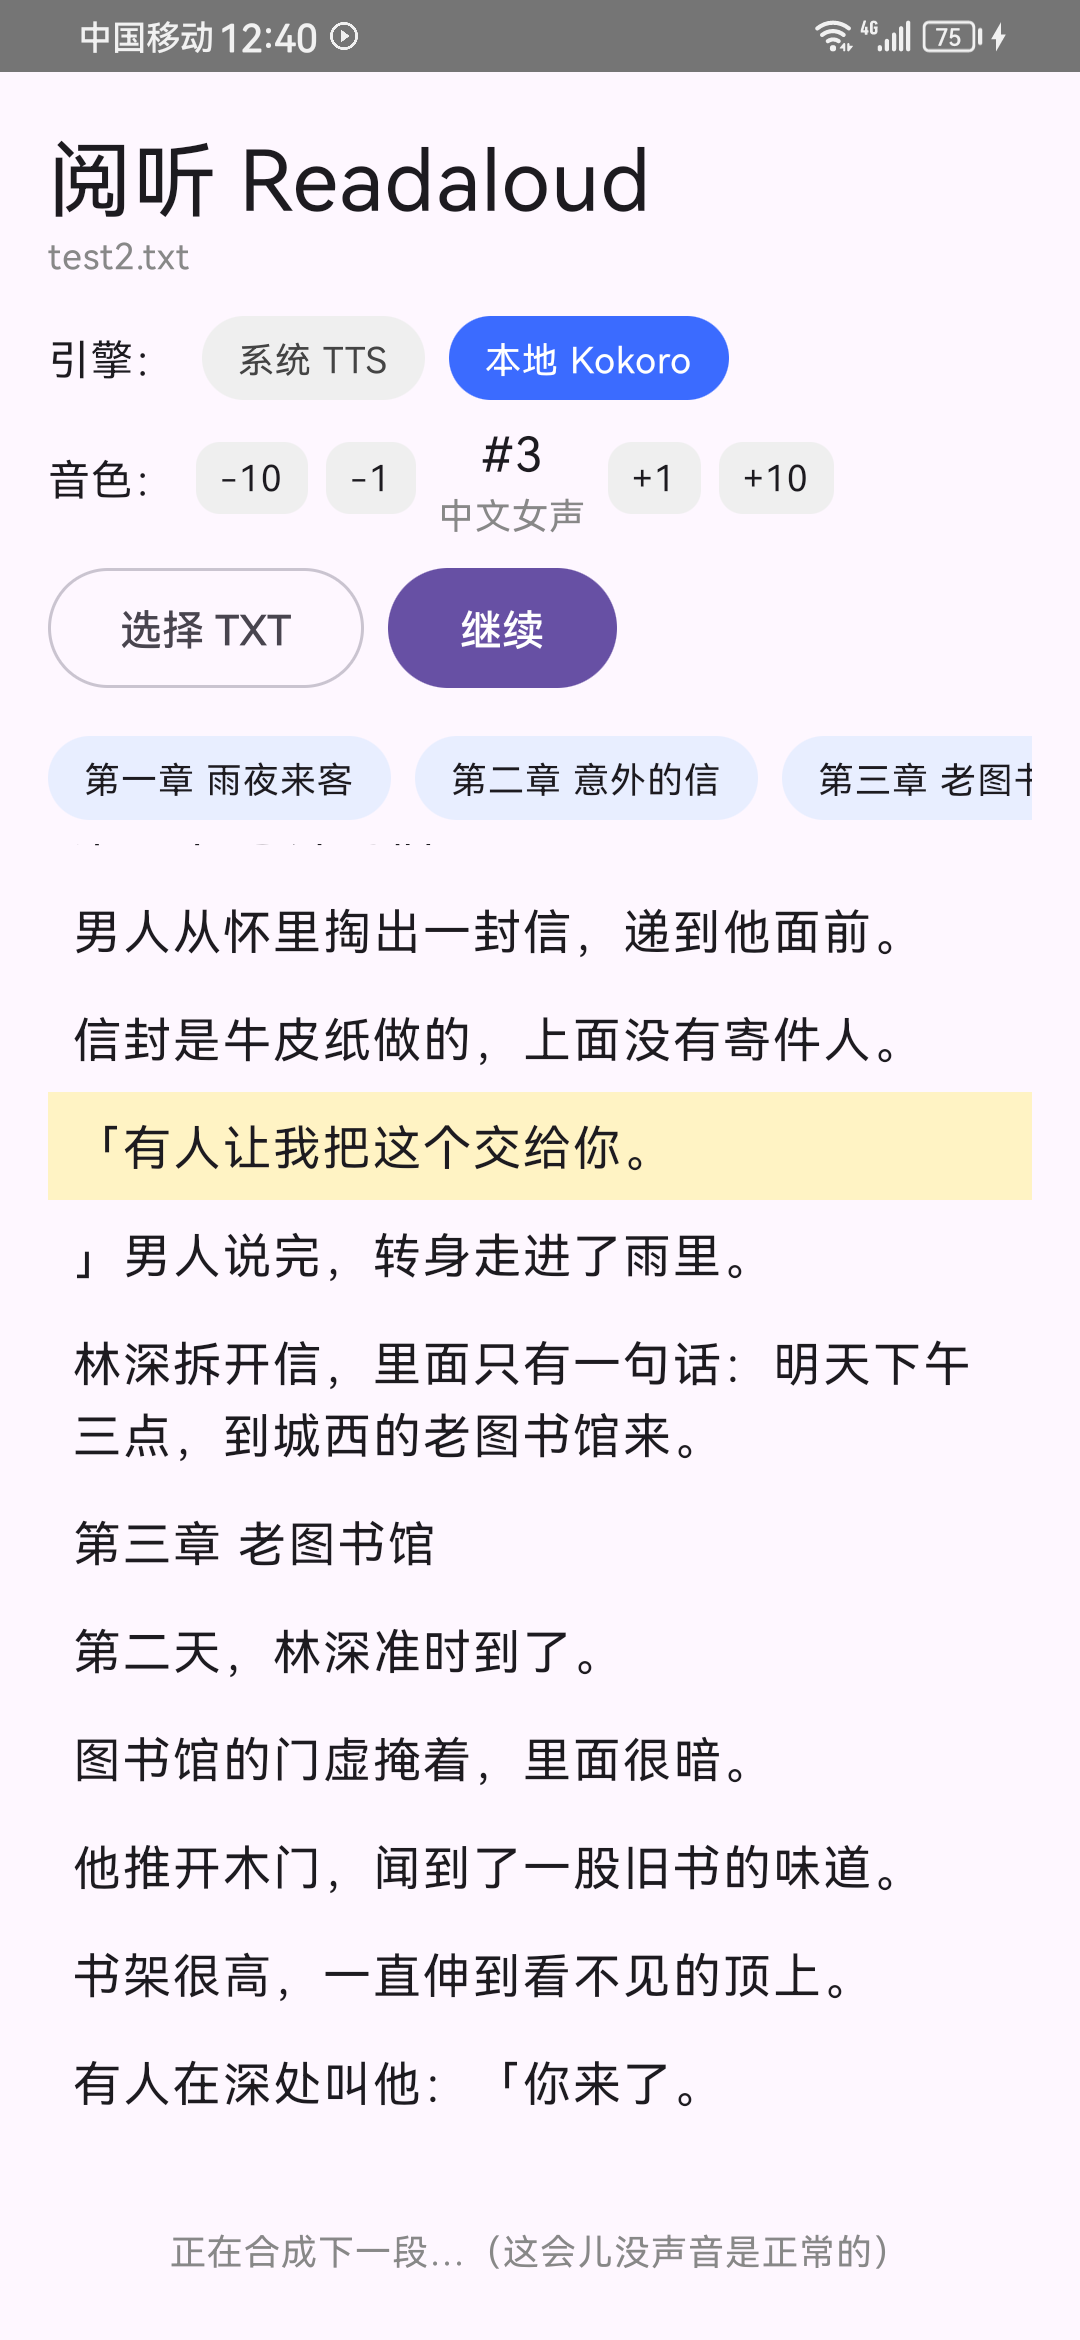 中国移动 12:40 4G 75
阅听 Readaloud
test2.txt
引擎： 系统 TTS 本地 Kokoro
音色： -10 -1 #3 +1 +10
中文女声
选择 TXT 继续
第一章 雨夜来客 第二章 意外的信 第三章 老图
男人从怀里掏出一封信，递到他面前。
信封是牛皮纸做的，上面没有寄件人。
「有人让我把这个交给你。
」男人说完，转身走进了雨里。
林深拆开信，里面只有一句话：明天下午
三点，到城西的老图书馆来。
第三章 老图书馆
第二天，林深准时到了。
图书馆的门虚掩着，里面很暗。
他推开木门，闻到了一股旧书的味道。
书架很高，一直伸到看不见的顶上。
有人在深处叫他：「你来了。
正在合成下一段...（这会儿没声音是正常的）